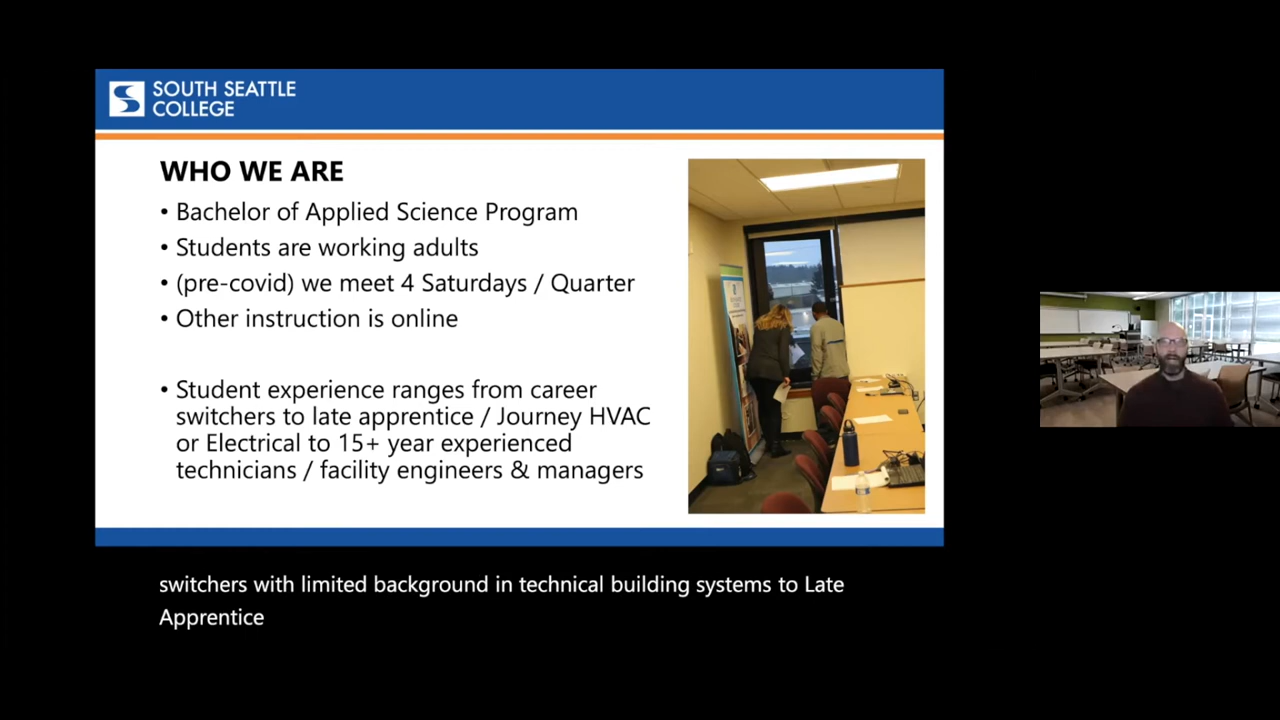 SOUTH SEATTLE
COLLEGE
WHO WE ARE
• Bachelor of Applied Science Program
• Students are working adults
• (pre-covid) we meet 4 Saturdays / Quarter
• Other instruction is online
• Student experience ranges from career
switchers to late apprentice / Journey HVAC
or Electrical to 15+ year experienced
technicians / facility engineers & managers
switchers with limited background in technical building systems to Late
Apprentice